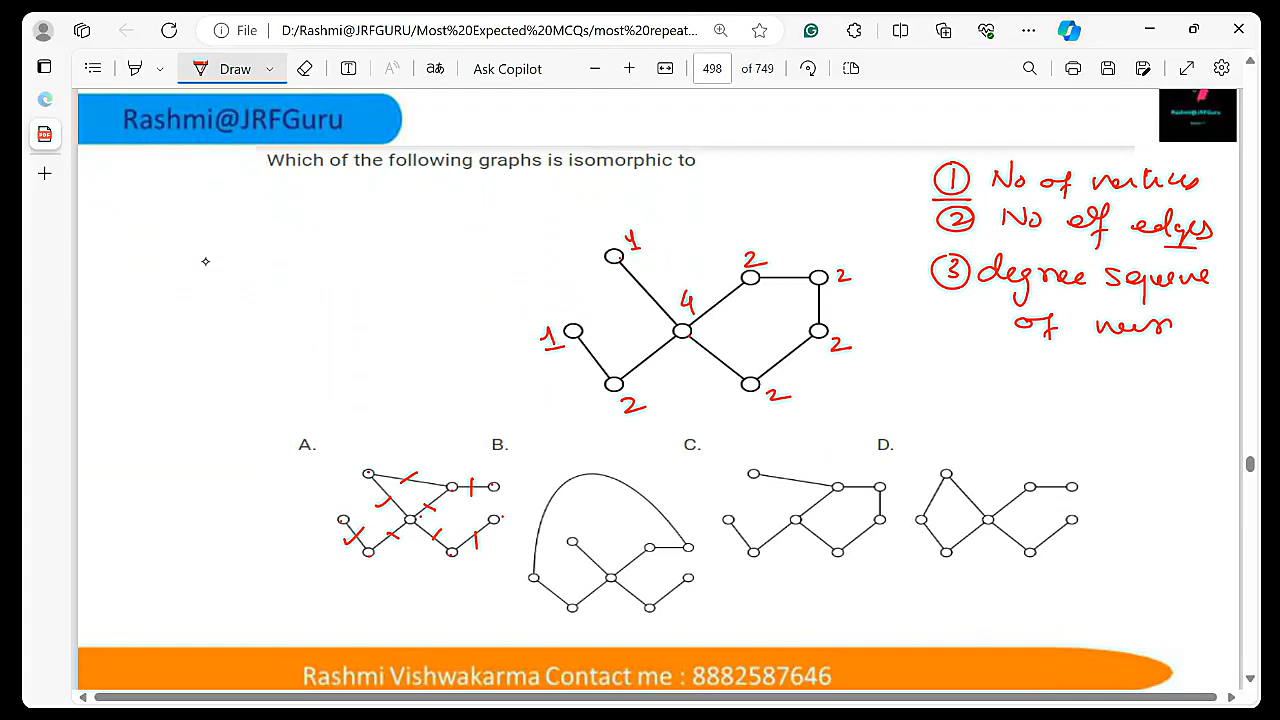 File D:/Rashmi@JRFGURU/Most%20Expected%20MCQs/most%20repeat...
Draw aあ Ask Copilot 498 of 749
Rashmi@JRFGuru
Which of the following graphs is isomorphic to
① No of vertices
② No of edges
③ degree
of
1 2 2
4
1 2
2 2
A. B. C. D.
Rashmi Vishwakarma Contact me : 8882587646